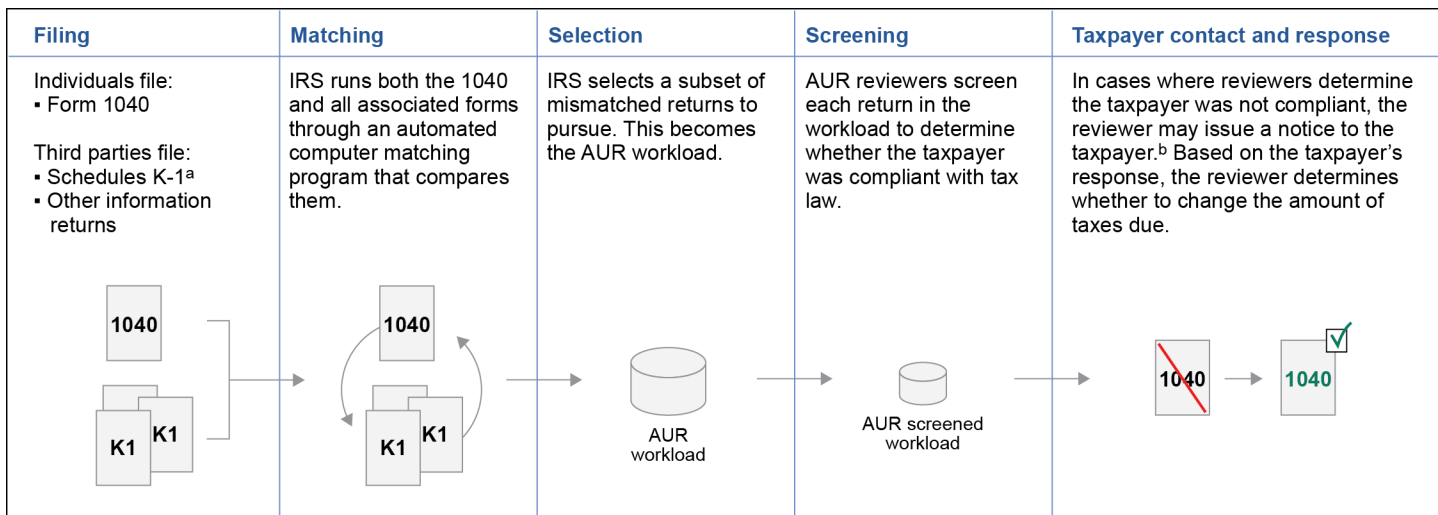 Filing
Individuals file:
▪ Form 1040
Third parties file:
▪ Schedules K-1a
▪ Other information
returns
1040
K1
K1
Matching
IRS runs both the 1040
and all associated forms
through an automated
computer matching
program that compares
them.
1040
K1
K1
Selection
IRS selects a subset of
mismatched returns to
pursue. This becomes
the AUR workload.
AUR
workload
Screening
AUR reviewers screen
each return in the
workload to determine
whether the taxpayer
was compliant with tax
law.
AUR screened
workload
Taxpayer contact and response
In cases where reviewers determine
the taxpayer was not compliant, the
reviewer may issue a notice to the
taxpayer.b Based on the taxpayer’s
response, the reviewer determines
whether to change the amount of
taxes due.
1040
1040